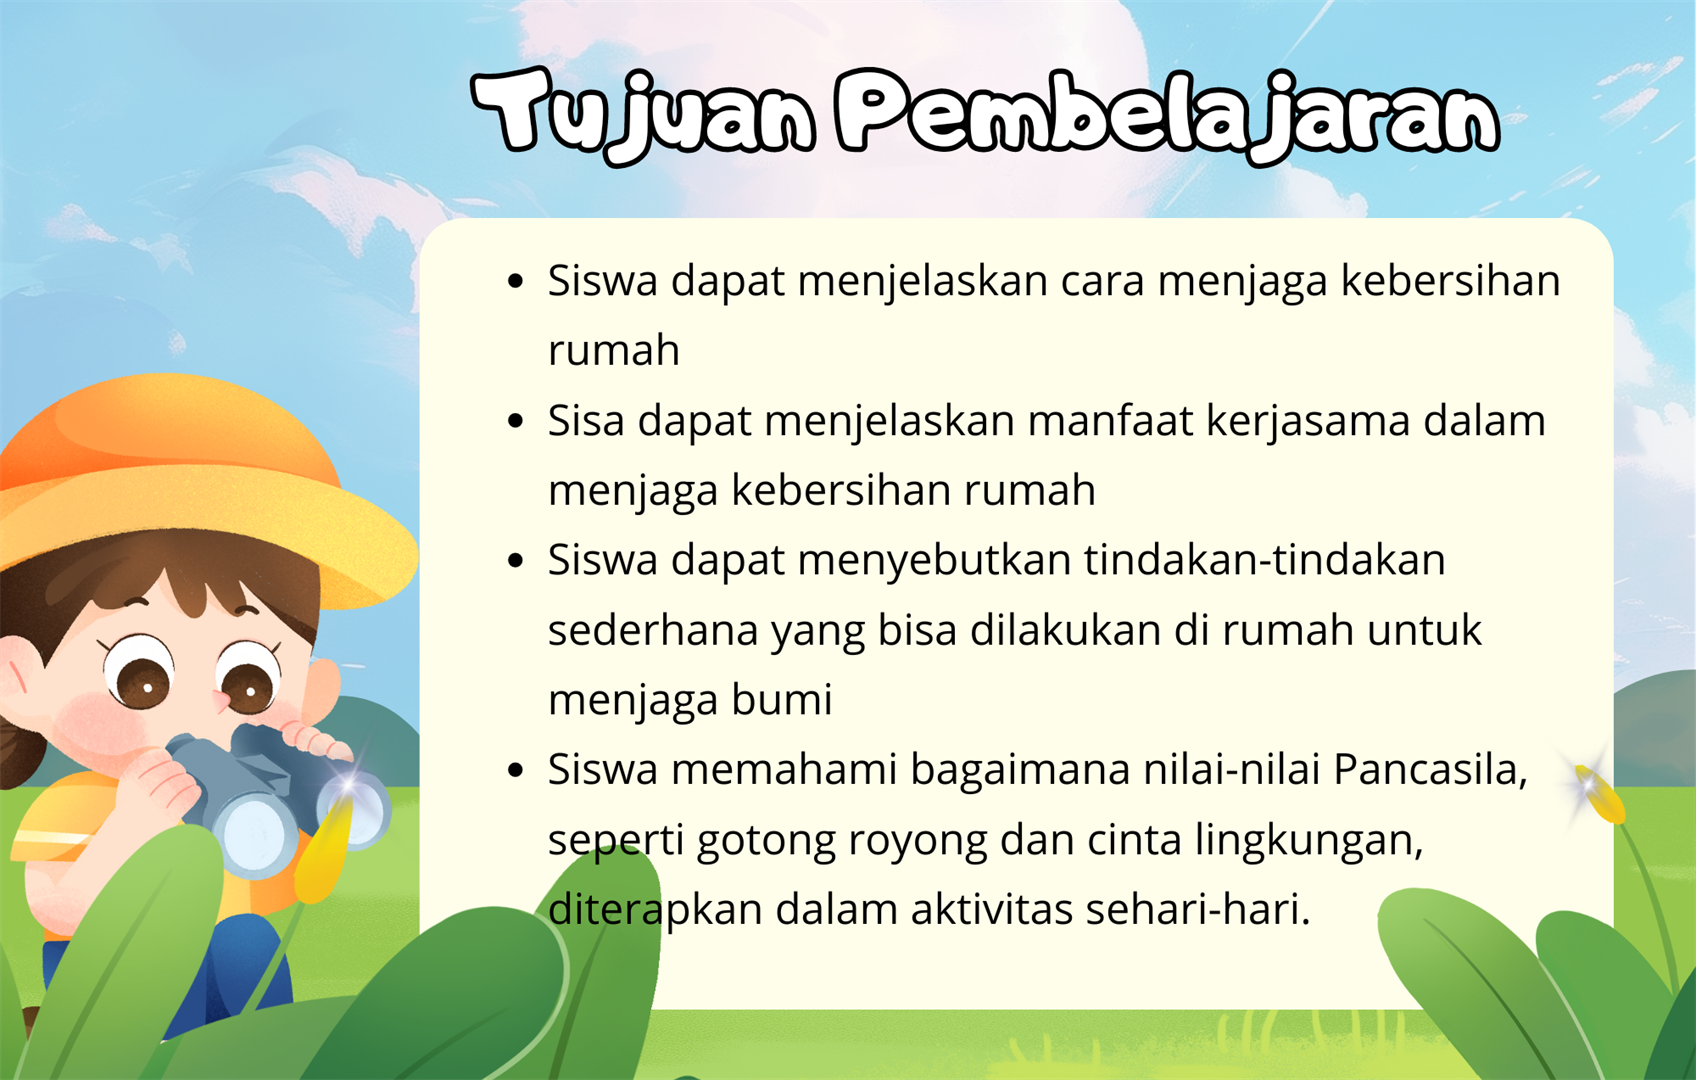 Tujuan Pembelajaran
• Siswa dapat menjelaskan cara menjaga kebersihan
rumah
• Sisa dapat menjelaskan manfaat kerjasama dalam
menjaga kebersihan rumah
• Siswa dapat menyebutkan tindakan-tindakan
sederhana yang bisa dilakukan di rumah untuk
menjaga bumi
• Siswa memahami bagaimana nilai-nilai Pancasila,
seperti gotong royong dan cinta lingkungan,
diterapkan dalam aktivitas sehari-hari.